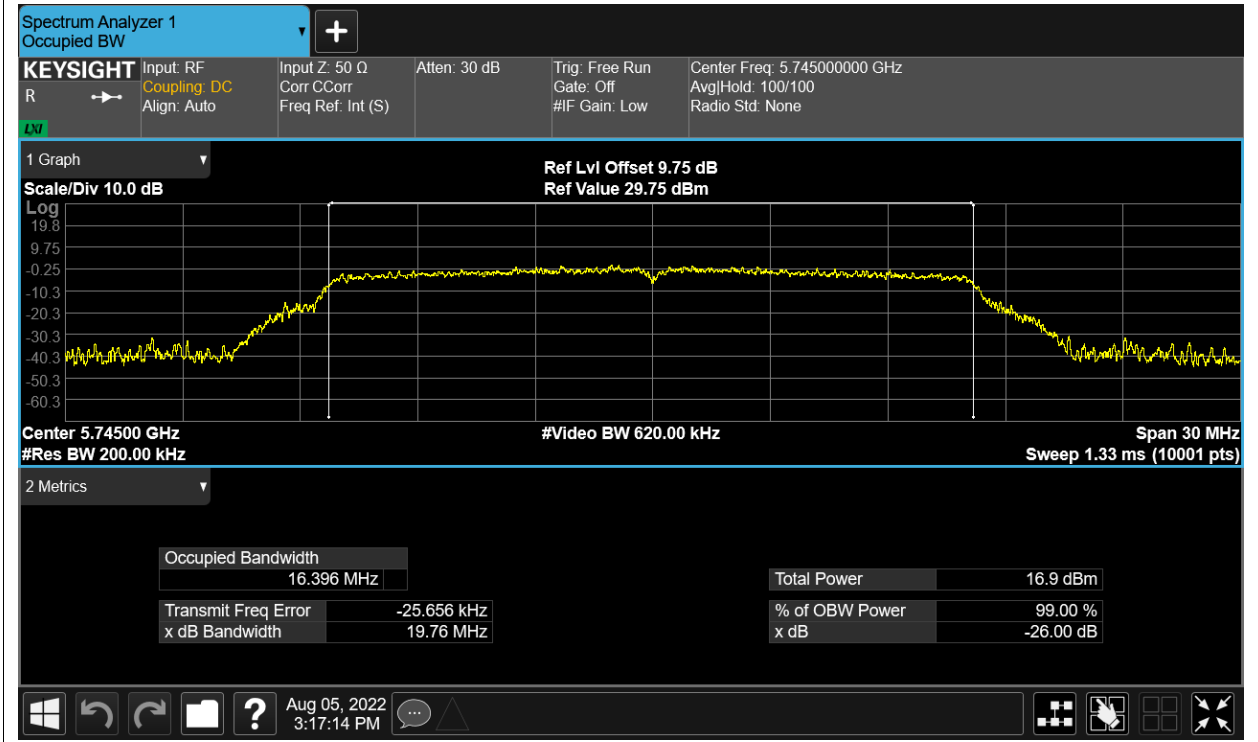 Spectrum Analyzer 1
Occupied BW
KEYSIGHT
R
LXI
Input: RF
Coupling: DC
Align: Auto
Input Z: 50 Ω
Corr CCorr
Freq Ref: Int (S)
Atten: 30 dB
Trig: Free Run
Gate: Off
#IF Gain: Low
Center Freq: 5.745000000 GHz
Avg|Hold: 100/100
Radio Std: None
1 Graph
Scale/Div 10.0 dB
Ref Lvl Offset 9.75 dB
Ref Value 29.75 dBm
Log
19.8
9.75
-0.25
-10.3
-20.3
-30.3
-40.3
-50.3
-60.3
Center 5.74500 GHz
#Res BW 200.00 kHz
#Video BW 620.00 kHz
Span 30 MHz
Sweep 1.33 ms (10001 pts)
2 Metrics
Occupied Bandwidth
16.396 MHz
Transmit Freq Error -25.656 kHz
x dB Bandwidth 19.76 MHz
Total Power 16.9 dBm
% of OBW Power 99.00 %
x dB -26.00 dB
?
Aug 05, 2022
3:17:14 PM